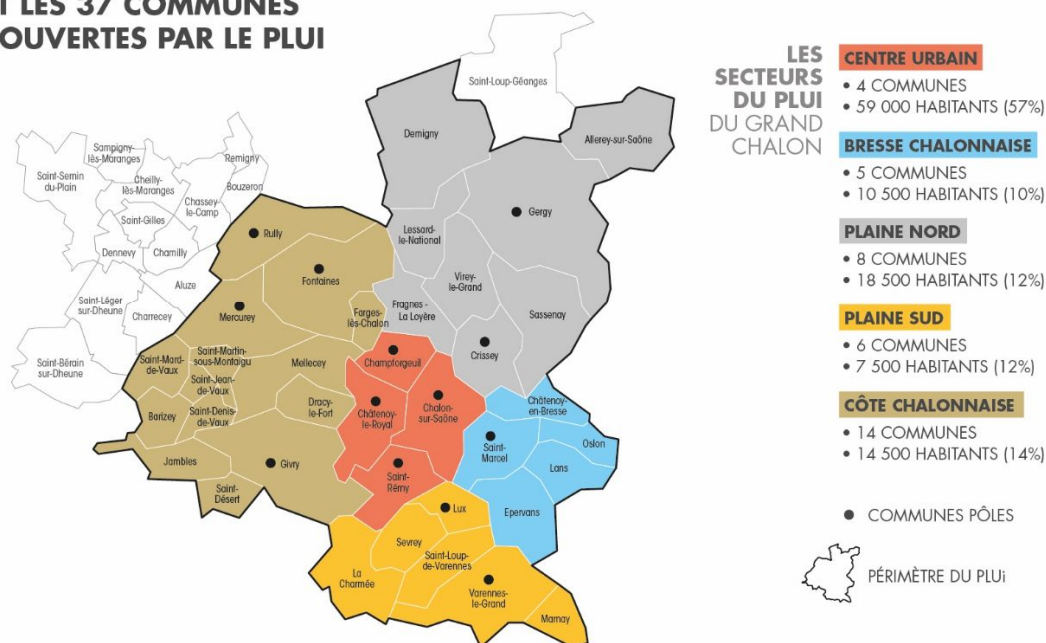 T LES 37 COMMUNES
OUVERTES PAR LE PLUI
Saint-Loup-Géanges
Demigny
Allerey-sur-Saône
Sampigny-
lès-Maranges
Remigny
Saint-Sernin
du-Plain
Cheilly-
lès-Maranges
Bouzeron
Chassey-
le-Camp
Saint-Gilles
Dennevy
Chamilly
Aluze
Saint-Léger
sur-Dheune
Charrecey
Saint-Bérain
sur-Dheune
Rully
Fontaines
Mercurey
Farges-
lès-Chalon
Saint-Mard-
de-Vaux
Saint-Martin-
sous-Montaigu
Mellecey
Saint-Jean-
de-Vaux
Barizey
Saint-Denis-
de-Vaux
Dracy-
le-Fort
Jambles
Givry
Saint-
Désert
Lessard-
le-National
Gergy
Virey-
le-Grand
Fragnes -
La Loyère
Sassenay
Crissey
Champforgeuil
Châtenoy-
le-Royal
Chalon-
sur-Saône
Saint-
Rémy
Châtenoy-
en-Bresse
Saint-
Marcel
Oslon
Lans
Epervans
Lux
Sevrey
Saint-Loup-
de-Varennes
La
Charmée
Varennes-
le-Grand
Marnay
LES
SECTEURS
DU PLUI
DU GRAND
CHALON
CENTRE URBAIN
• 4 COMMUNES
• 59 000 HABITANTS (57%)
BRESSE CHALONNAISE
• 5 COMMUNES
• 10 500 HABITANTS (10%)
PLAINE NORD
• 8 COMMUNES
• 18 500 HABITANTS (12%)
PLAINE SUD
• 6 COMMUNES
• 7 500 HABITANTS (12%)
CÔTE CHALONNAISE
• 14 COMMUNES
• 14 500 HABITANTS (14%)
COMMUNES PÔLES
PÉRIMÈTRE DU PLUi